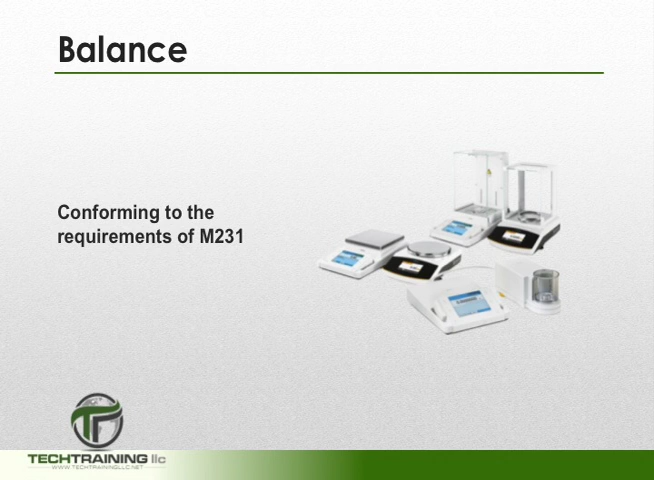 Balance
Conforming to the
requirements of M231
TECHTRAINING llc
WWW.TECHTRAININGLLC.NET